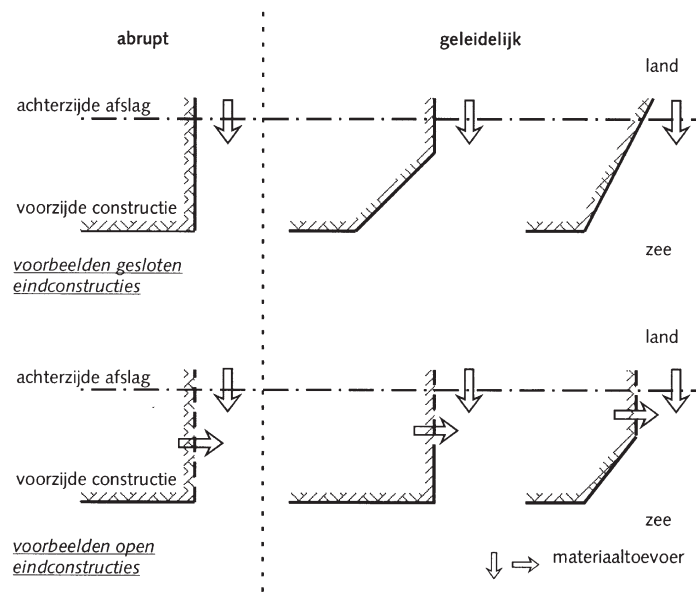 abrupt
geleidelijk
land
achterzijde afslag
voorzijde constructie
zee
voorbeelden gesloten
eindconstructies
land
achterzijde afslag
voorzijde constructie
zee
voorbeelden open
eindconstructies
materiaaltoevoer